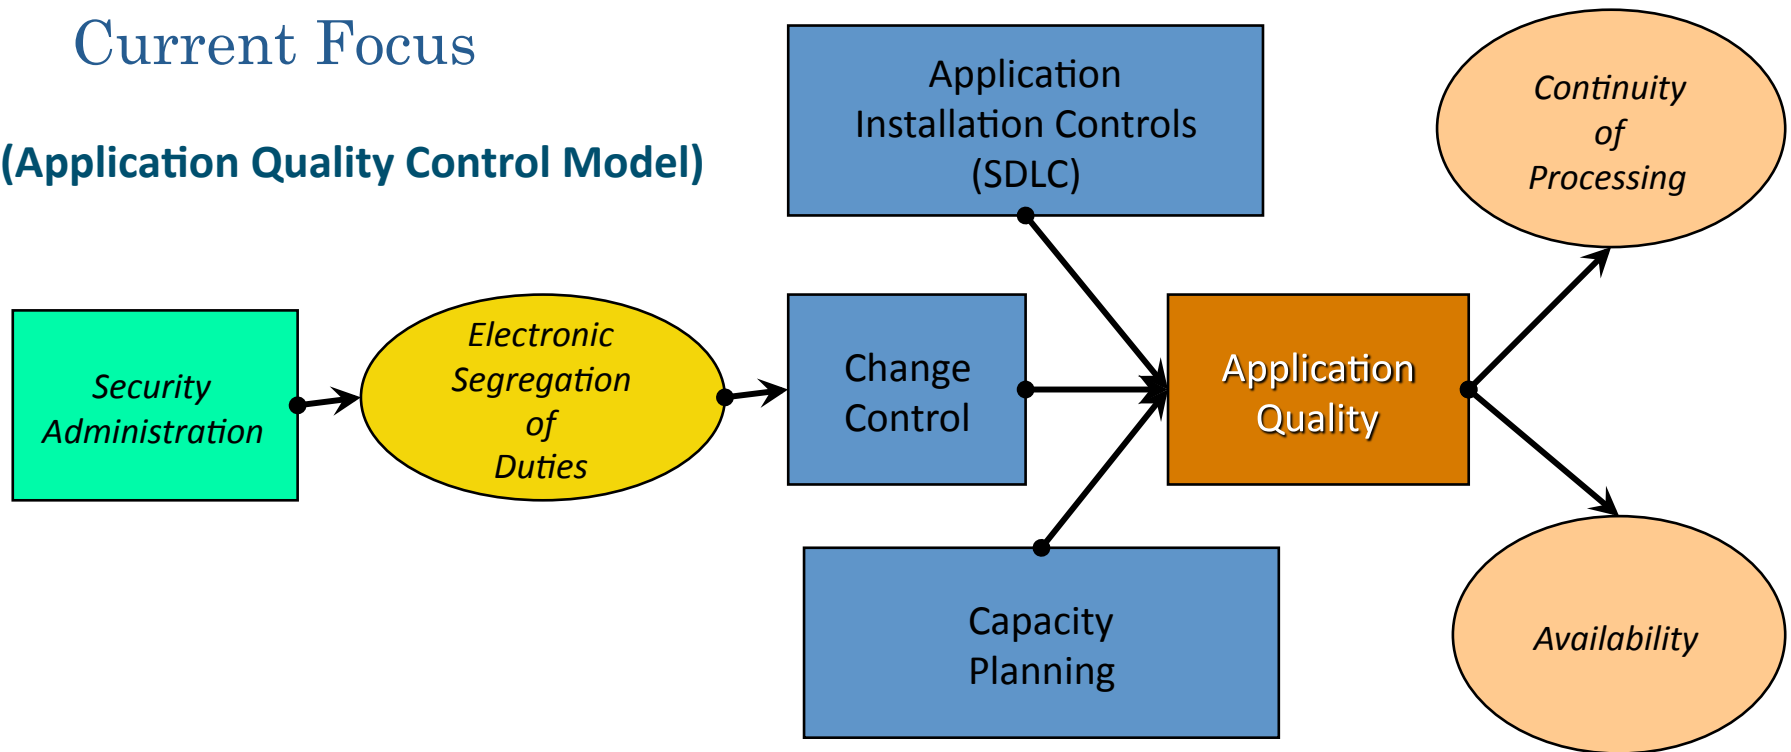 Current Focus
(Application Quality Control Model)
Application
Installation Controls
(SDLC)
Continuity
of
Processing
Security
Administration
Electronic
Segregation
of
Duties
Change
Control
Application
Quality
Capacity
Planning
Availability